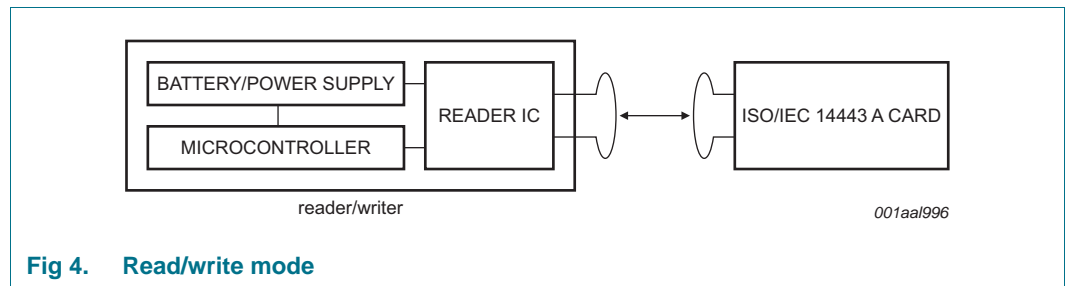 BATTERY/POWER SUPPLY
MICROCONTROLLER
READER IC
ISO/IEC 14443 A CARD
reader/writer
001aal996
Fig 4. Read/write mode